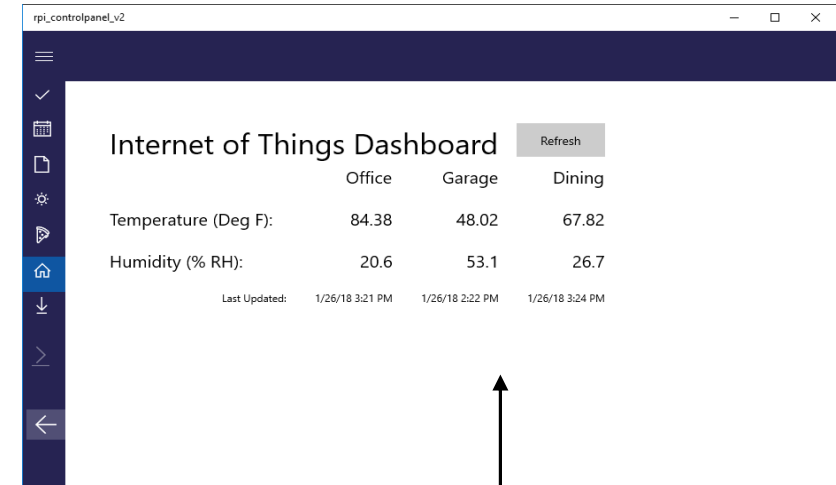 rpi_controlpanel_v2
Internet of Things Dashboard Refresh
Office Garage Dining
Temperature (Deg F): 84.38 48.02 67.82
Humidity (% RH): 20.6 53.1 26.7
Last Updated: 1/26/18 3:21 PM 1/26/18 2:22 PM 1/26/18 3:24 PM